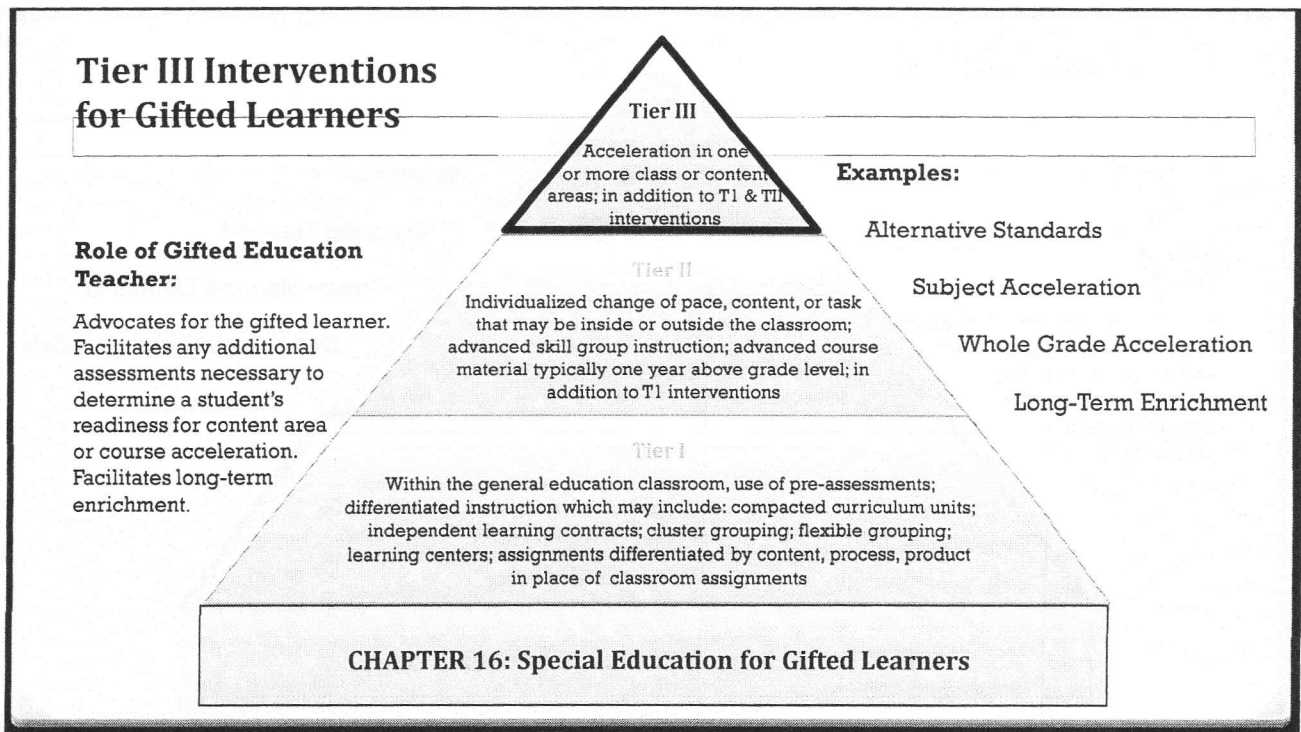 Tier III Interventions
for Gifted Learners
Role of Gifted Education
Teacher:
Advocates for the gifted learner.
Facilitates any additional
assessments necessary to
determine a student's
readiness for content area
or course acceleration.
Facilitates long-term
enrichment.
Tier III
Acceleration in one
or more class or content
areas; in addition to T1 & TII
interventions
Tier II
Individualized change of pace, content, or task
that may be inside or outside the classroom;
advanced skill group instruction; advanced course
material typically one year above grade level; in
addition to T1 interventions
Tier I
Within the general education classroom, use of pre-assessments;
differentiated instruction which may include: compacted curriculum units;
independent learning contracts; cluster grouping; flexible grouping;
learning centers; assignments differentiated by content, process, product
in place of classroom assignments
Examples:
Alternative Standards
Subject Acceleration
Whole Grade Acceleration
Long-Term Enrichment
CHAPTER 16: Special Education for Gifted Learners